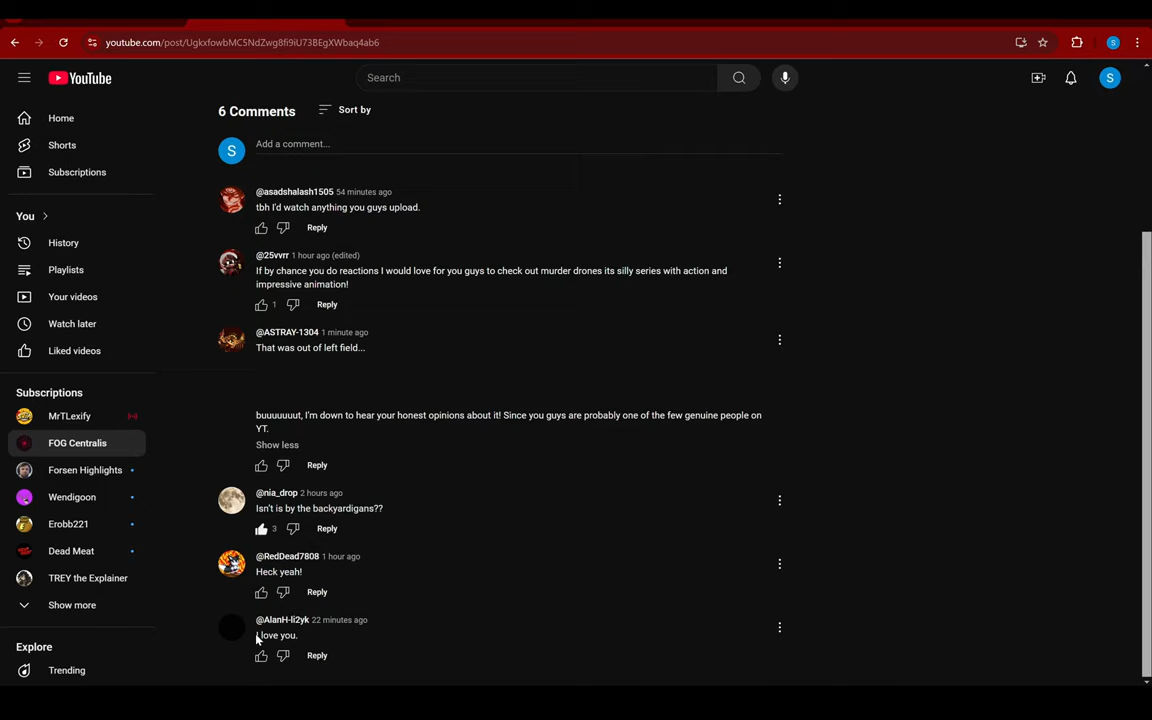 youtube.com/post/UgkxfowbMC5NdZwg8fi9iU73BEgXWbaq4ab6
S
YouTube
Search
S
Home
Shorts
Subscriptions
You
History
Playlists
Your videos
Watch later
Liked videos
Subscriptions
MrTLexify
FOG Centralis
Forsen Highlights
Wendigoon
Erobb221
Dead Meat
TREY the Explainer
Show more
Explore
Trending
6 Comments
Sort by
S
Add a comment...
@asadshalash1505 54 minutes ago
tbh I'd watch anything you guys upload.
Reply
@25vvrr 1 hour ago (edited)
If by chance you do reactions I would love for you guys to check out murder drones its silly series with action and
impressive animation!
1 Reply
@ASTRAY-1304 1 minute ago
That was out of left field...
buuuuuuut, I'm down to hear your honest opinions about it! Since you guys are probably one of the few genuine people on
YT.
Show less
Reply
@nia_drop 2 hours ago
Isn't is by the backyardigans??
3 Reply
@RedDead7808 1 hour ago
Heck yeah!
Reply
@AlanH-li2yk 22 minutes ago
I love you.
Reply